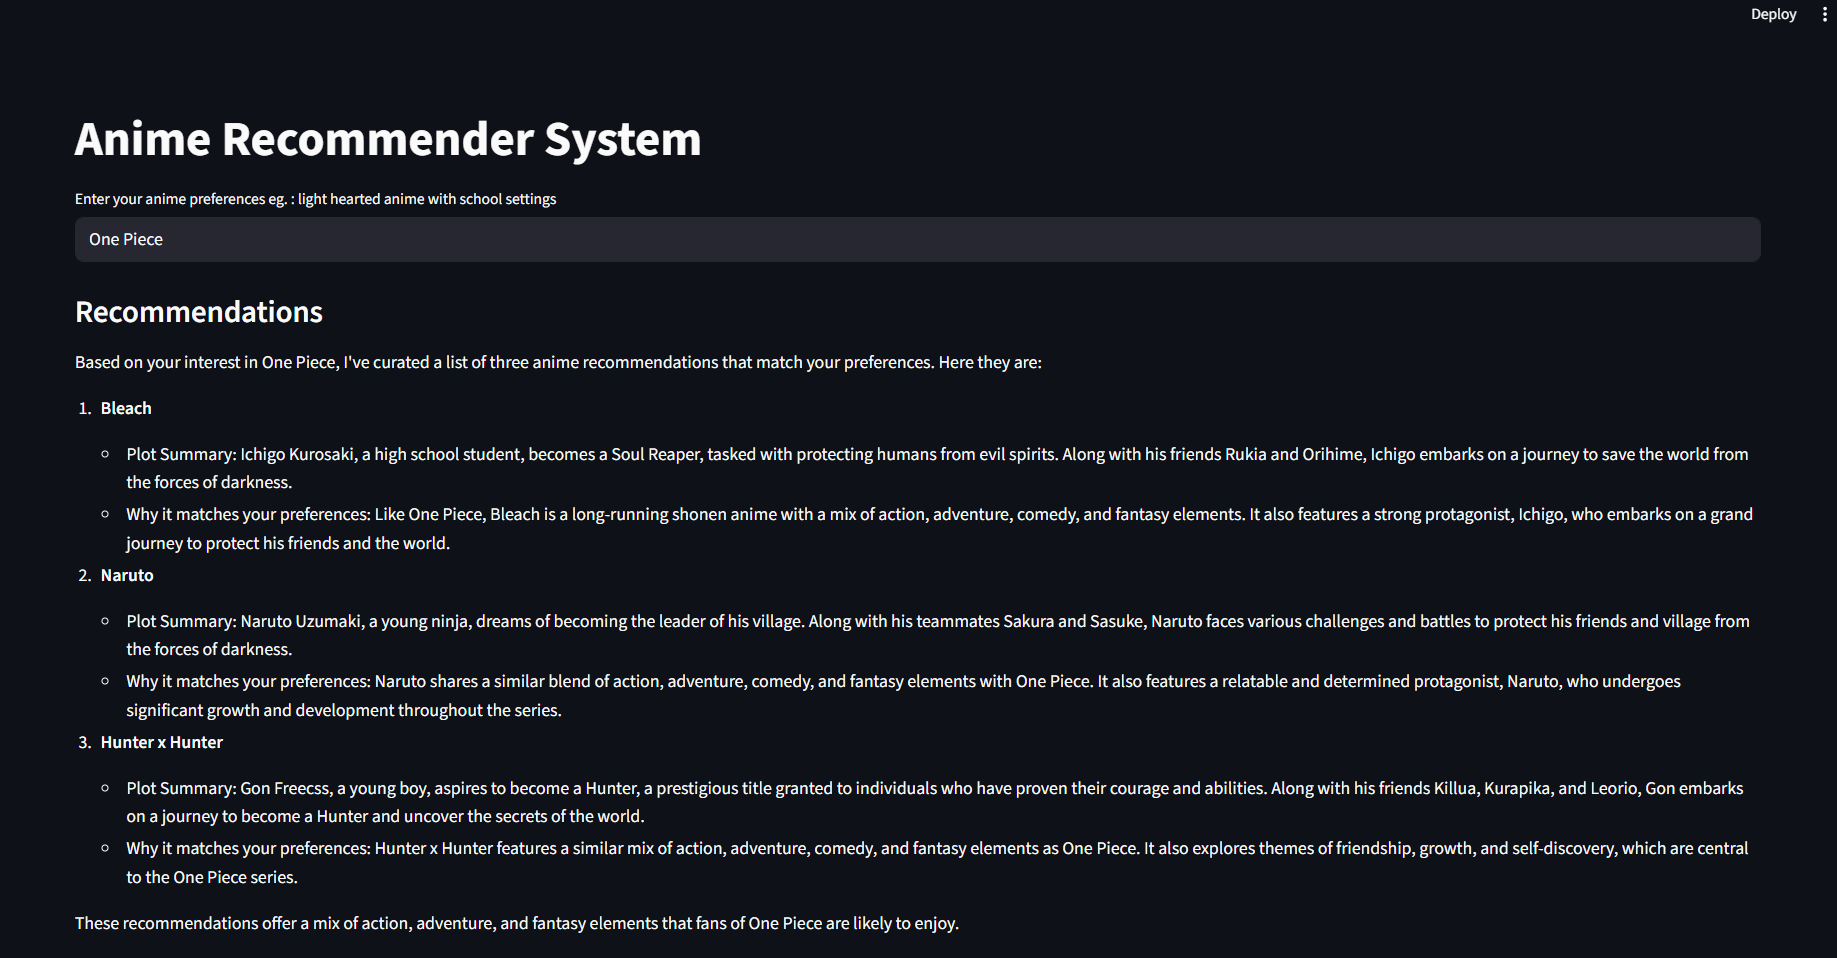 Deploy
Anime Recommender System
Enter your anime preferences eg. : light hearted anime with school settings
One Piece
Recommendations
Based on your interest in One Piece, I've curated a list of three anime recommendations that match your preferences. Here they are:
1. Bleach
Plot Summary: Ichigo Kurosaki, a high school student, becomes a Soul Reaper, tasked with protecting humans from evil spirits. Along with his friends Rukia and Orihime, Ichigo embarks on a journey to save the world from
the forces of darkness.
Why it matches your preferences: Like One Piece, Bleach is a long-running shonen anime with a mix of action, adventure, comedy, and fantasy elements. It also features a strong protagonist, Ichigo, who embarks on a grand
journey to protect his friends and the world.
2. Naruto
Plot Summary: Naruto Uzumaki, a young ninja, dreams of becoming the leader of his village. Along with his teammates Sakura and Sasuke, Naruto faces various challenges and battles to protect his friends and village from
the forces of darkness.
Why it matches your preferences: Naruto shares a similar blend of action, adventure, comedy, and fantasy elements with One Piece. It also features a relatable and determined protagonist, Naruto, who undergoes
significant growth and development throughout the series.
3. Hunter x Hunter
Plot Summary: Gon Freecss, a young boy, aspires to become a Hunter, a prestigious title granted to individuals who have proven their courage and abilities. Along with his friends Killua, Kurapika, and Leorio, Gon embarks
on a journey to become a Hunter and uncover the secrets of the world.
Why it matches your preferences: Hunter x Hunter features a similar mix of action, adventure, comedy, and fantasy elements as One Piece. It also explores themes of friendship, growth, and self-discovery, which are central
to the One Piece series.
These recommendations offer a mix of action, adventure, and fantasy elements that fans of One Piece are likely to enjoy.